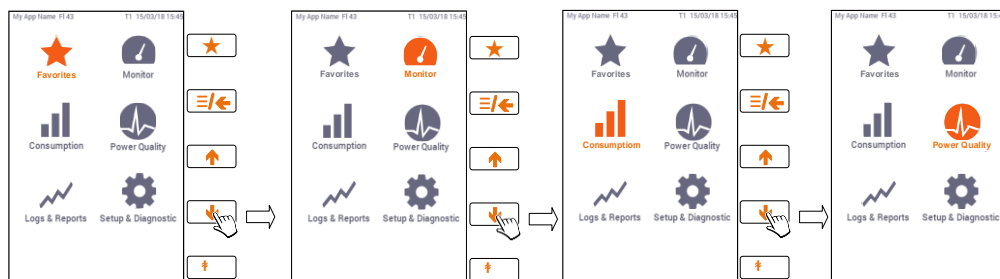 My App Name Fl 43 T1 15/03/18 15:45
Favorites Monitor
Consumption Power Quality
Logs & Reports Setup & Diagnostic
My App Name Fl 43 T1 15/03/18 15:45
Favorites Monitor
Consumption Power Quality
Logs & Reports Setup & Diagnostic
My App Name Fl 43 T1 15/03/18 15:45
Favorites Monitor
Consumptiom Power Quality
Logs & Reports Setup & Diagnostic
My App Name Fl 43 T1 15/03/18
Favorites Monitor
Consumption Power Quality
Logs & Reports Setup & Diagnostic